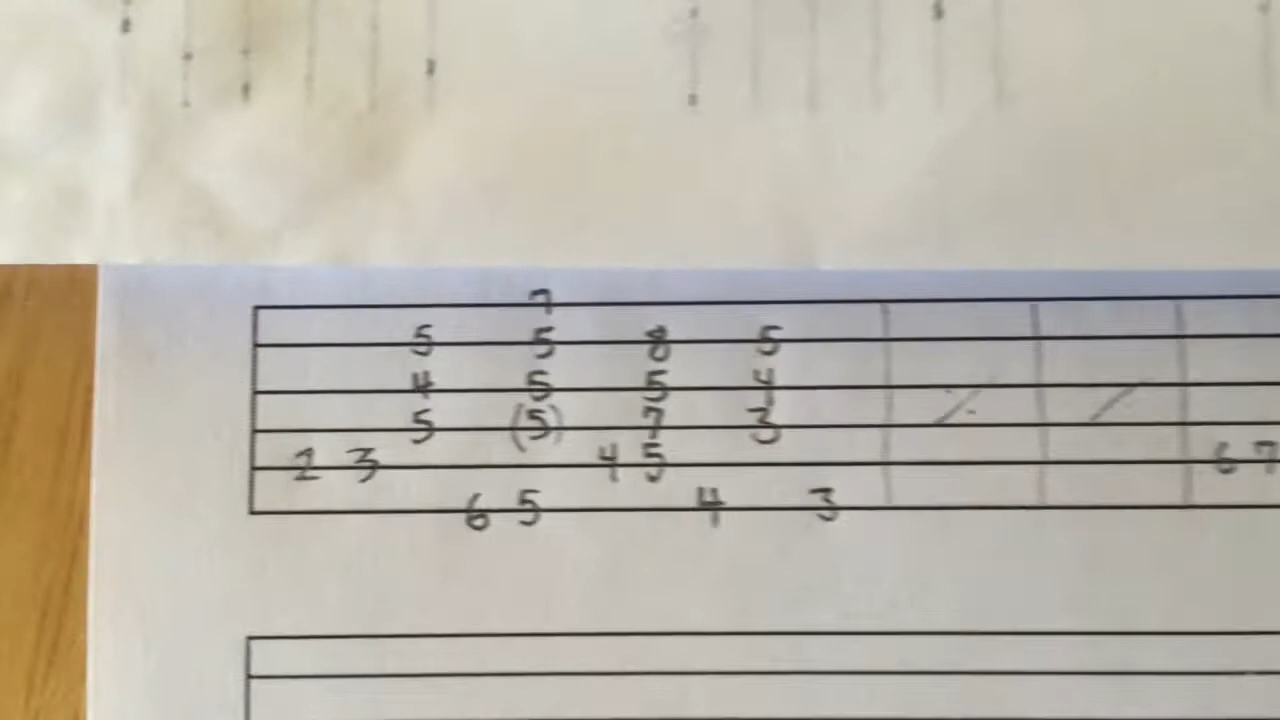 7
5 5 8 5
4 5 5 4
5 (5) 7 3
2 3 4 5 6 7
6 5 4 3